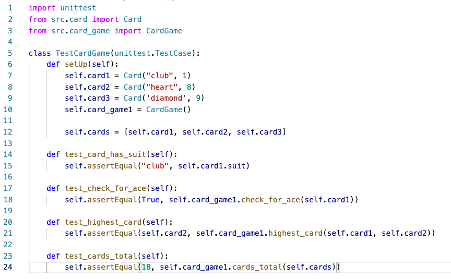 1 import unittest
2 from src.card import Card
3 from src.card_game import CardGame
4
5 class TestCardGame(unittest.TestCase):
6 def setUp(self):
7 self.card1 = Card("club", 1)
8 self.card2 = Card("heart", 8)
9 self.card3 = Card('diamond', 9)
10 self.card_game1 = CardGame()
11
12 self.cards = [self.card1, self.card2, self.card3]
13
14 def test_card_has_suit(self):
15 self.assertEqual("club", self.card1.suit)
16
17 def test_check_for_ace(self):
18 self.assertEqual(True, self.card_game1.check_for_ace(self.card1))
19
20 def test_highest_card(self):
21 self.assertEqual(self.card2, self.card_game1.highest_card(self.card1, self.card2))
22
23 def test_cards_total(self):
24 self.assertEqual(18, self.card_game1.cards_total(self.cards))